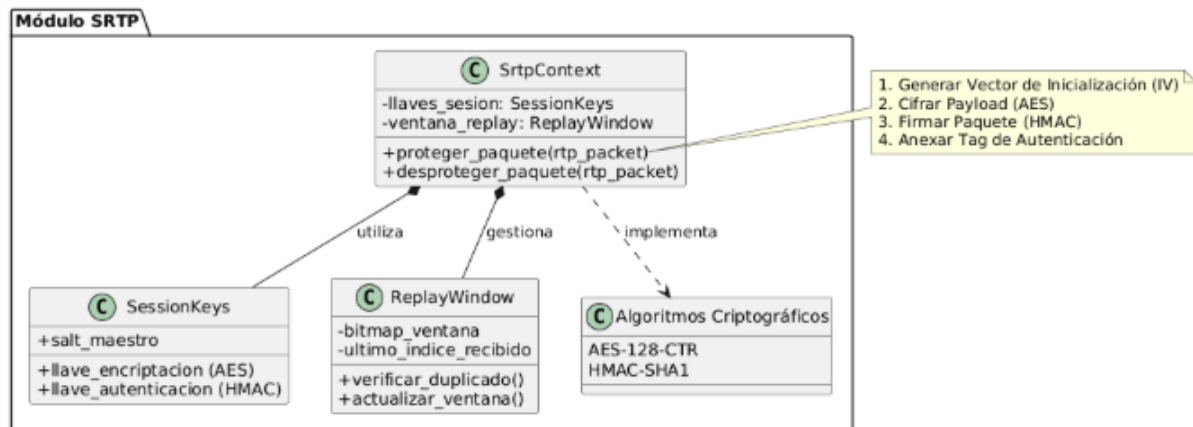 Módulo SRTP
C SrtpContext
-llaves_sesion: SessionKeys
-ventana_replay: ReplayWindow
+proteger_paquete(rtp_packet)
+desproteger_paquete(rtp_packet)
1. Generar Vector de Inicialización (IV)
2. Cifrar Payload (AES)
3. Firmar Paquete (HMAC)
4. Anexar Tag de Autenticación
utiliza
gestiona
implementa
C SessionKeys
+salt_maestro
+llave_encriptacion (AES)
+llave_autenticacion (HMAC)
C ReplayWindow
-bitmap_ventana
-ultimo_indice_recibido
+verificar_duplicado()
+actualizar_ventana()
C Algoritmos Criptográficos
AES-128-CTR
HMAC-SHA1